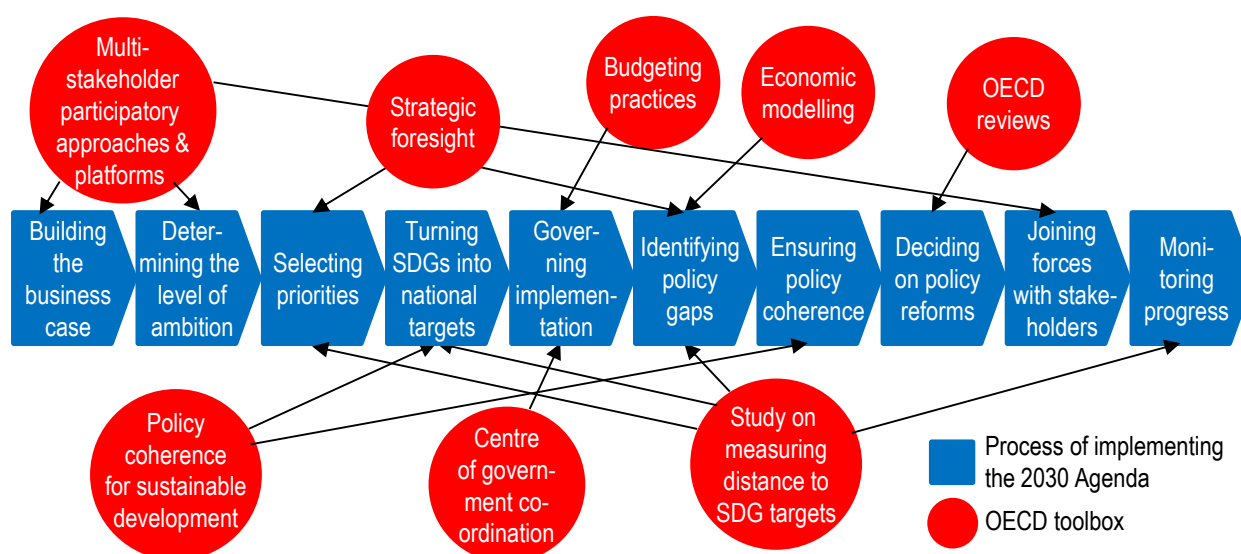 Multi-
stakeholder
participatory
approaches &
platforms
Strategic
foresight
Budgeting
practices
Economic
modelling
OECD
reviews
Building
the
business
case
Deter-
mining the
level of
ambition
Selecting
priorities
Turning
SDGs into
national
targets
Gover-
ning
implemen-
tation
Identifying
policy
gaps
Ensuring
policy
coherence
Deciding
on policy
reforms
Joining
forces
with stake-
holders
Moni-
toring
progress
Policy
coherence
for sustainable
development
Centre
of govern-
ment co-
ordination
Study on
measuring
distance to
SDG targets
Process of implementing
the 2030 Agenda
OECD toolbox